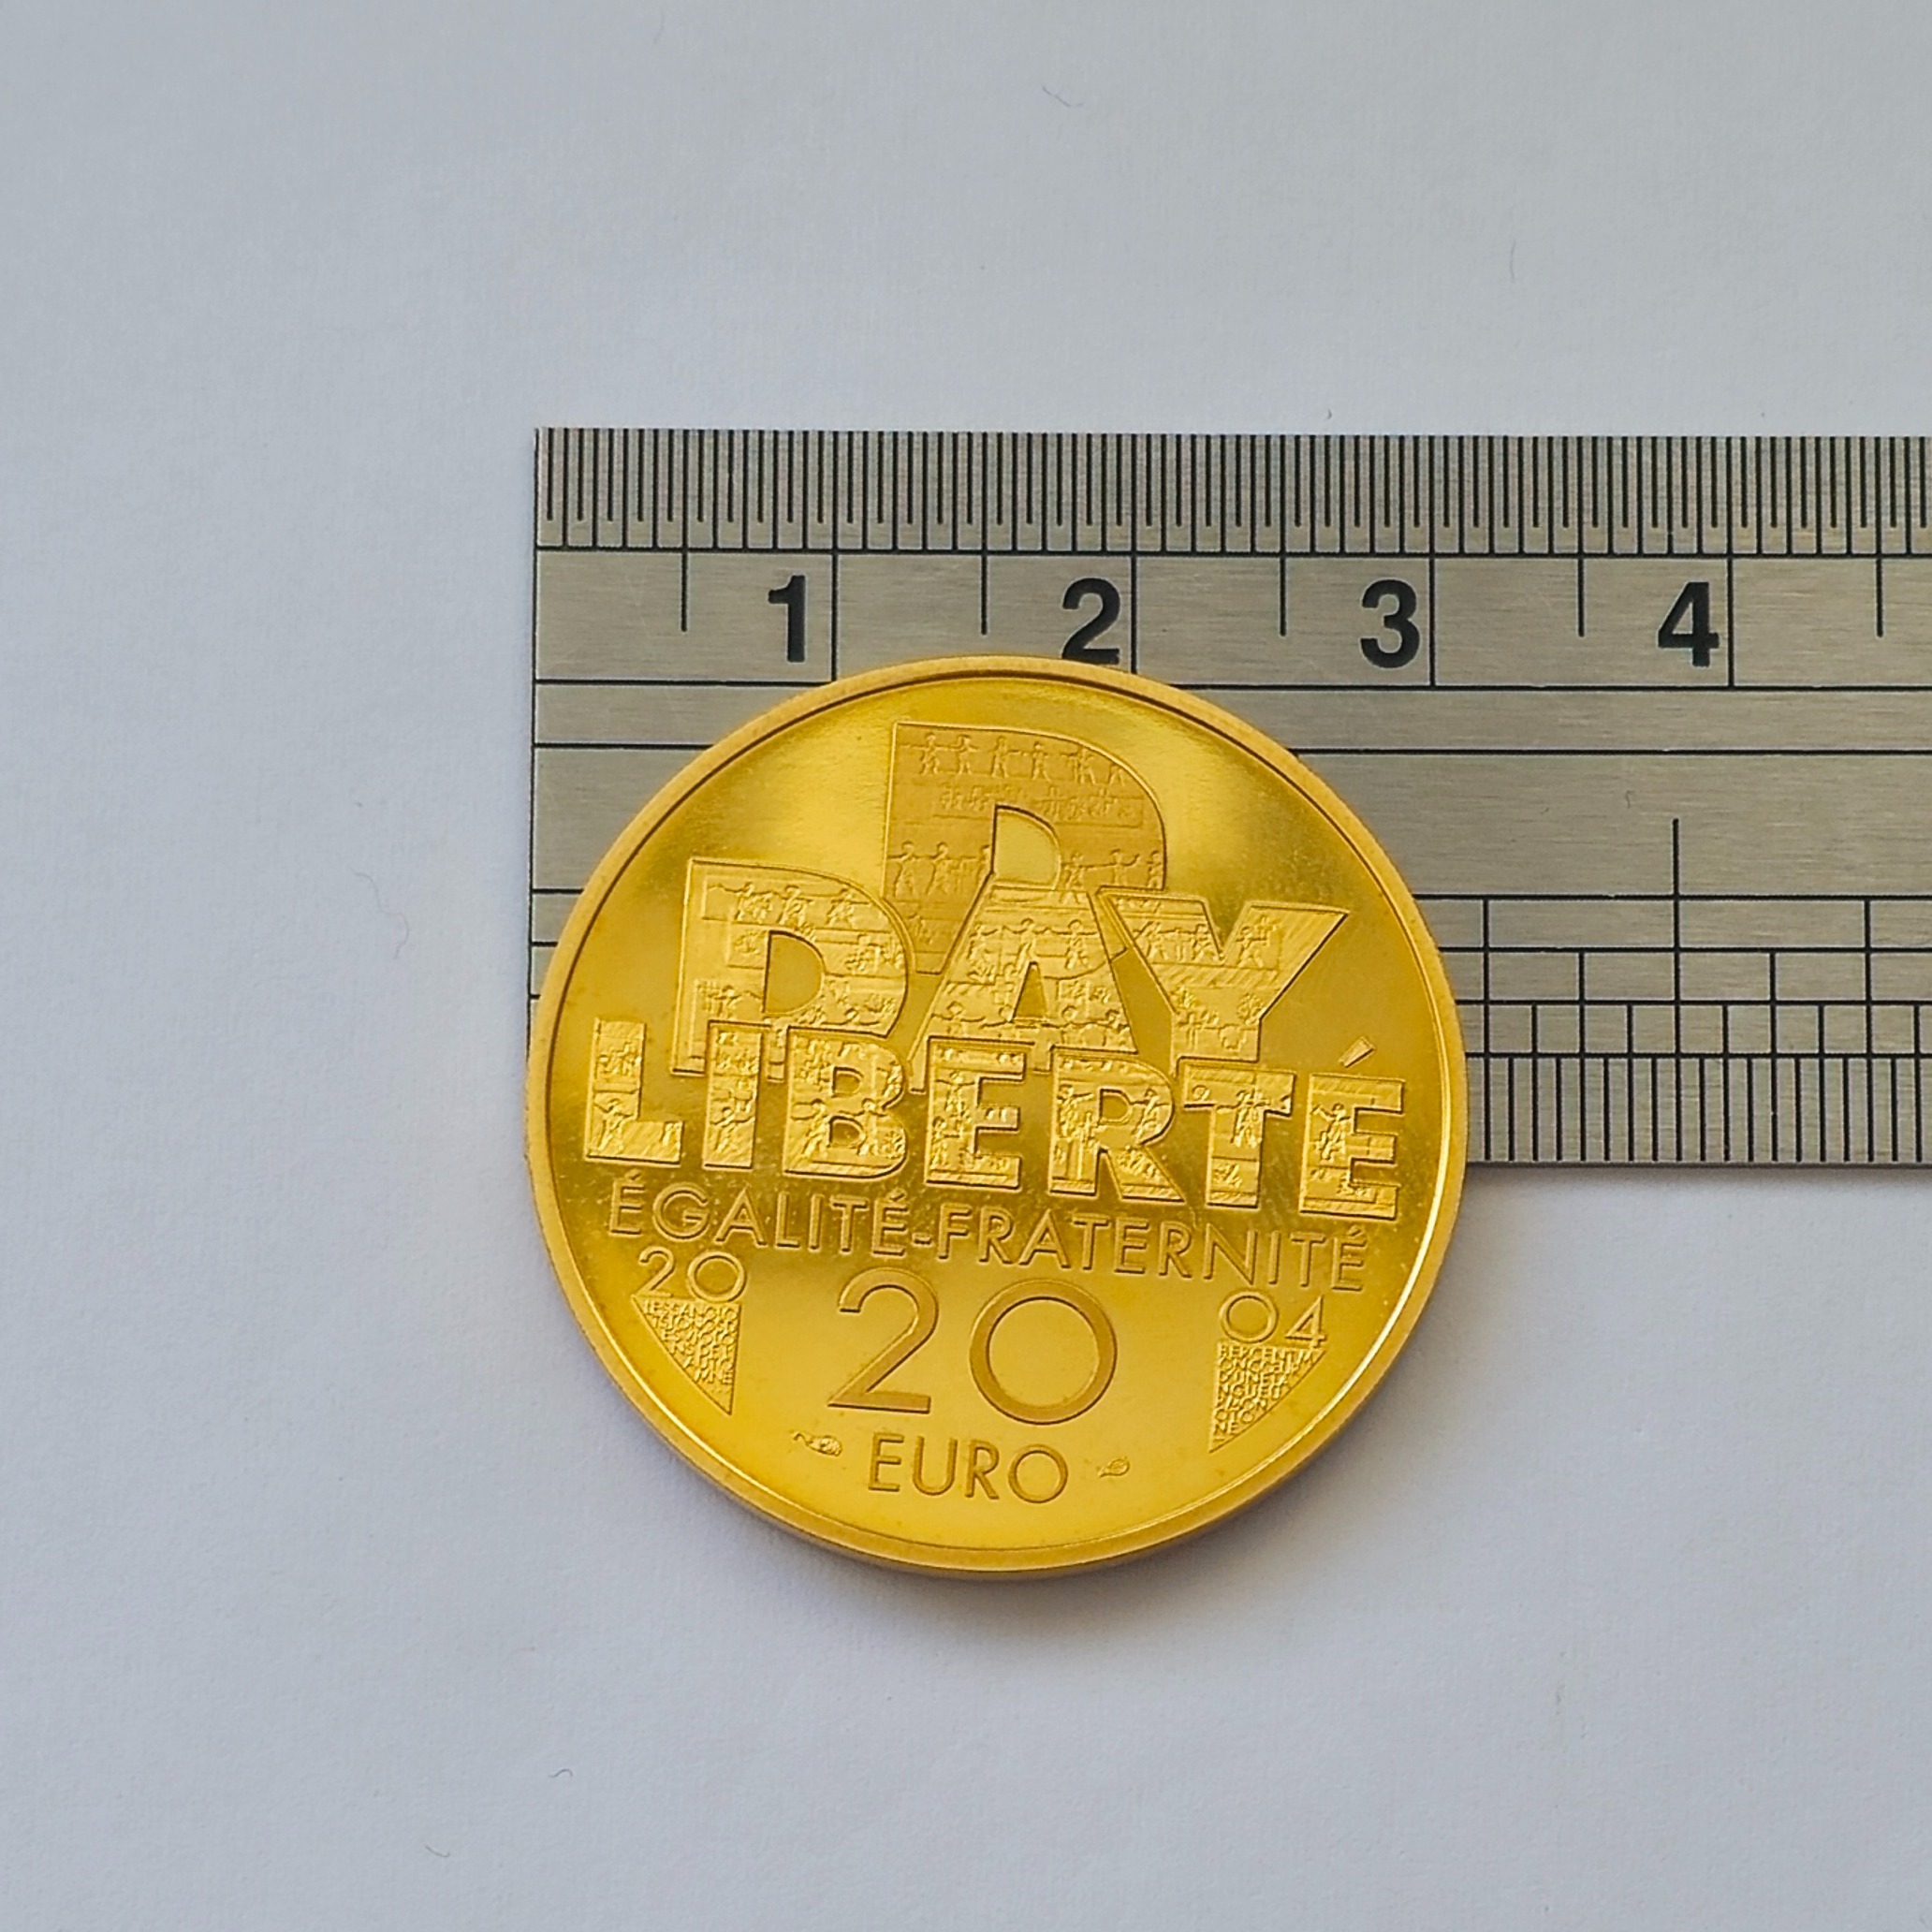 1 2 3 4
D
DAY
LIBERTÉ
ÉGALITÉ-FRATERNITÉ
20 04
20
EURO